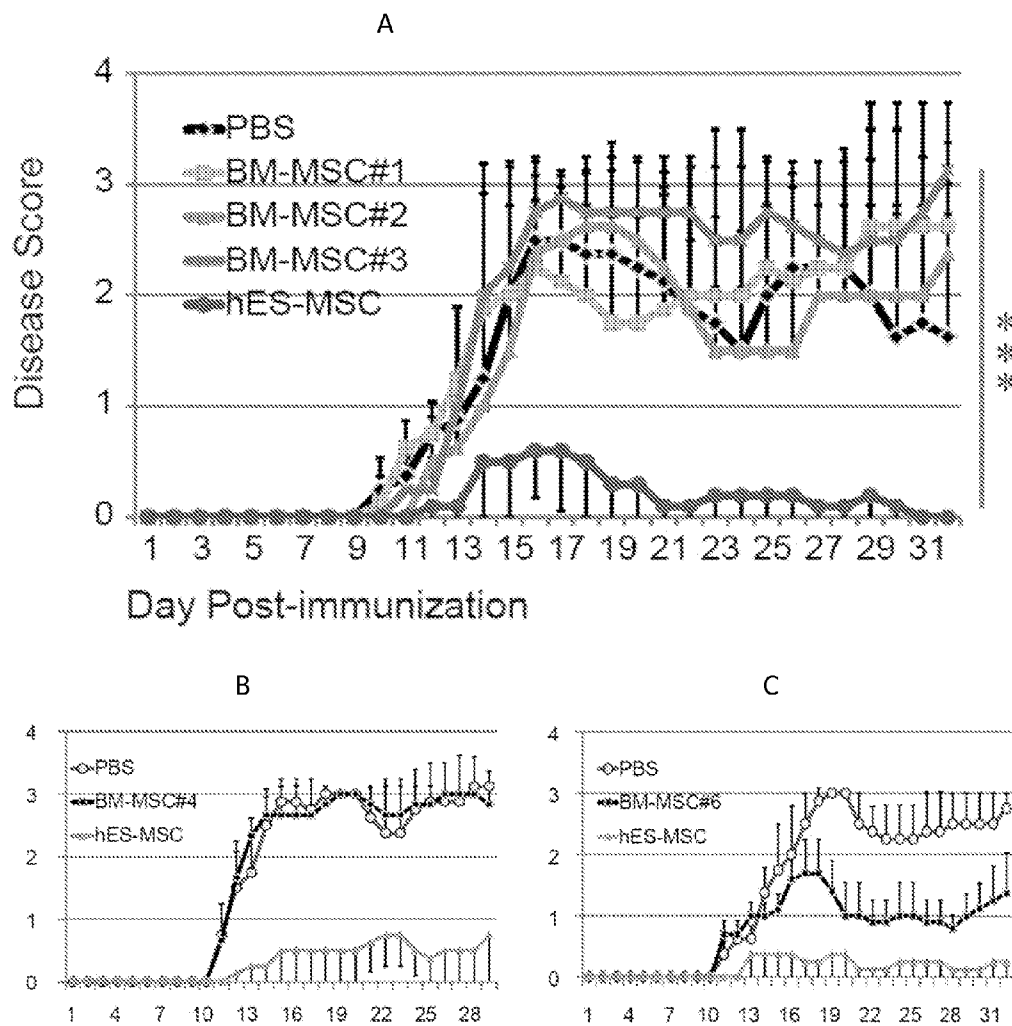 A
Disease Score
4
3
2
1
0
PBS
BM-MSC#1
BM-MSC#2
BM-MSC#3
hES-MSC
***
1 3 5 7 9 11 13 15 17 19 21 23 25 27 29 31
Day Post-immunization
B
4
3
2
1
0
PBS
BM-MSC#4
hES-MSC
1 4 7 10 13 16 19 22 25 28
C
4
3
2
1
0
PBS
BM-MSC#6
hES-MSC
1 4 7 10 13 16 19 22 25 28 31